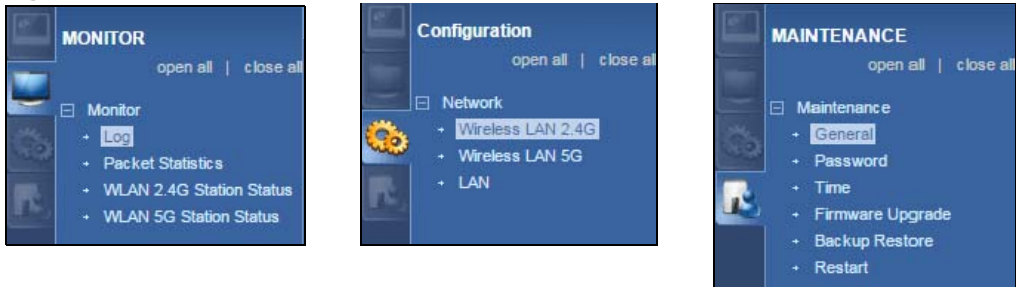 MONITOR
open all | close all
Monitor
Log
Packet Statistics
WLAN 2.4G Station Status
WLAN 5G Station Status
Configuration
open all | close al
Network
Wireless LAN 2.4G
Wireless LAN 5G
LAN
MAINTENANCE
open all | close all
Maintenance
General
Password
Time
Firmware Upgrade
Backup Restore
Restart